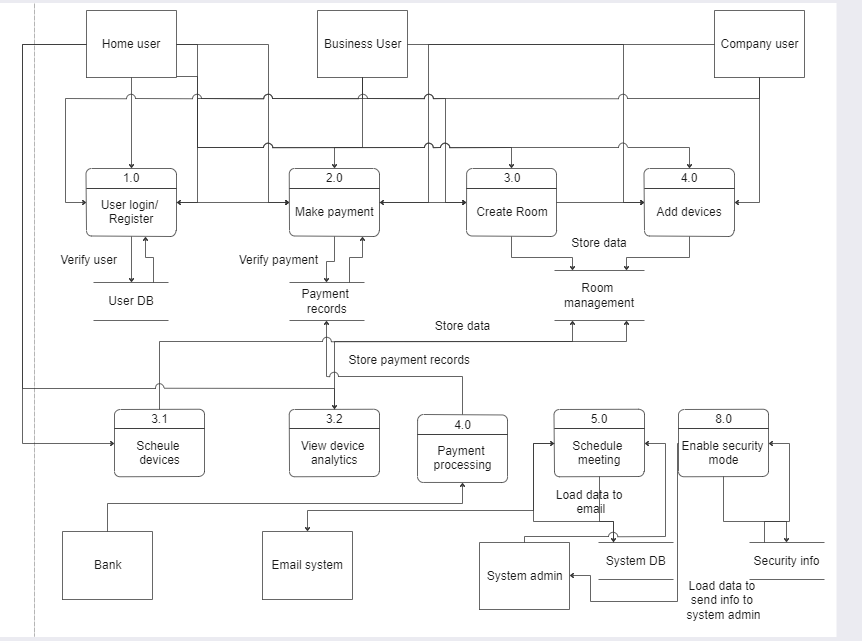 Home user
Business User
Company user
1.0
User login/
Register
2.0
Make payment
3.0
Create Room
4.0
Add devices
Verify user
Verify payment
Store data
User DB
Payment
records
Room
management
Store data
Store payment records
3.1
Scheule
devices
3.2
View device
analytics
4.0
Payment
processing
5.0
Schedule
meeting
8.0
Enable security
mode
Load data to
email
Bank
Email system
System admin
System DB
Security info
Load data to
send info to
system admin